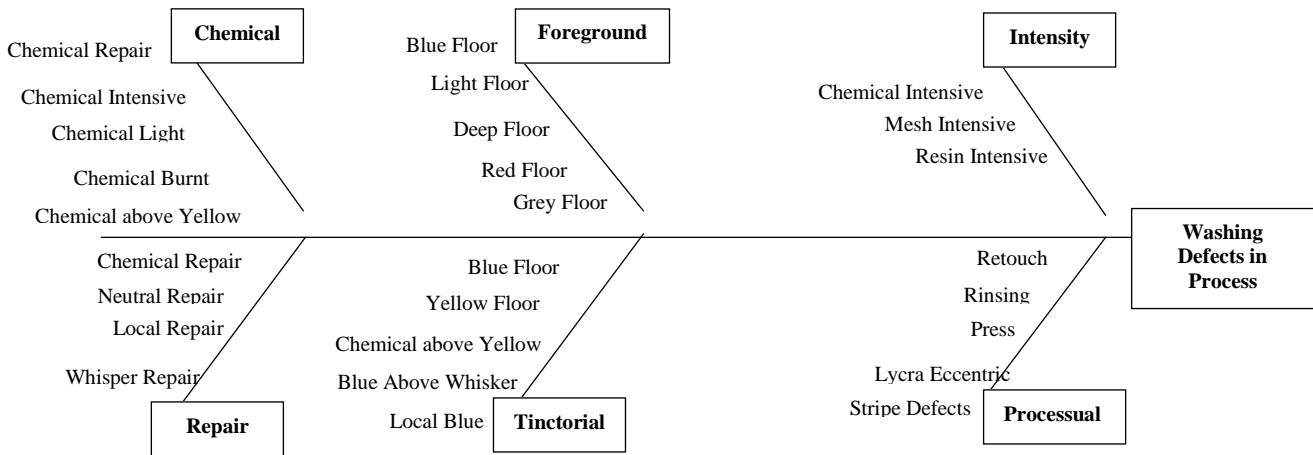 Chemical
Chemical Repair
Chemical Intensive
Chemical Light
Chemical Burnt
Chemical above Yellow
Foreground
Blue Floor
Light Floor
Deep Floor
Red Floor
Grey Floor
Intensity
Chemical Intensive
Mesh Intensive
Resin Intensive
Washing
Defects in
Process
Chemical Repair
Neutral Repair
Local Repair
Whisper Repair
Repair
Blue Floor
Yellow Floor
Chemical above Yellow
Blue Above Whisker
Local Blue
Tinctorial
Retouch
Rinsing
Press
Lycra Eccentric
Stripe Defects
Processual